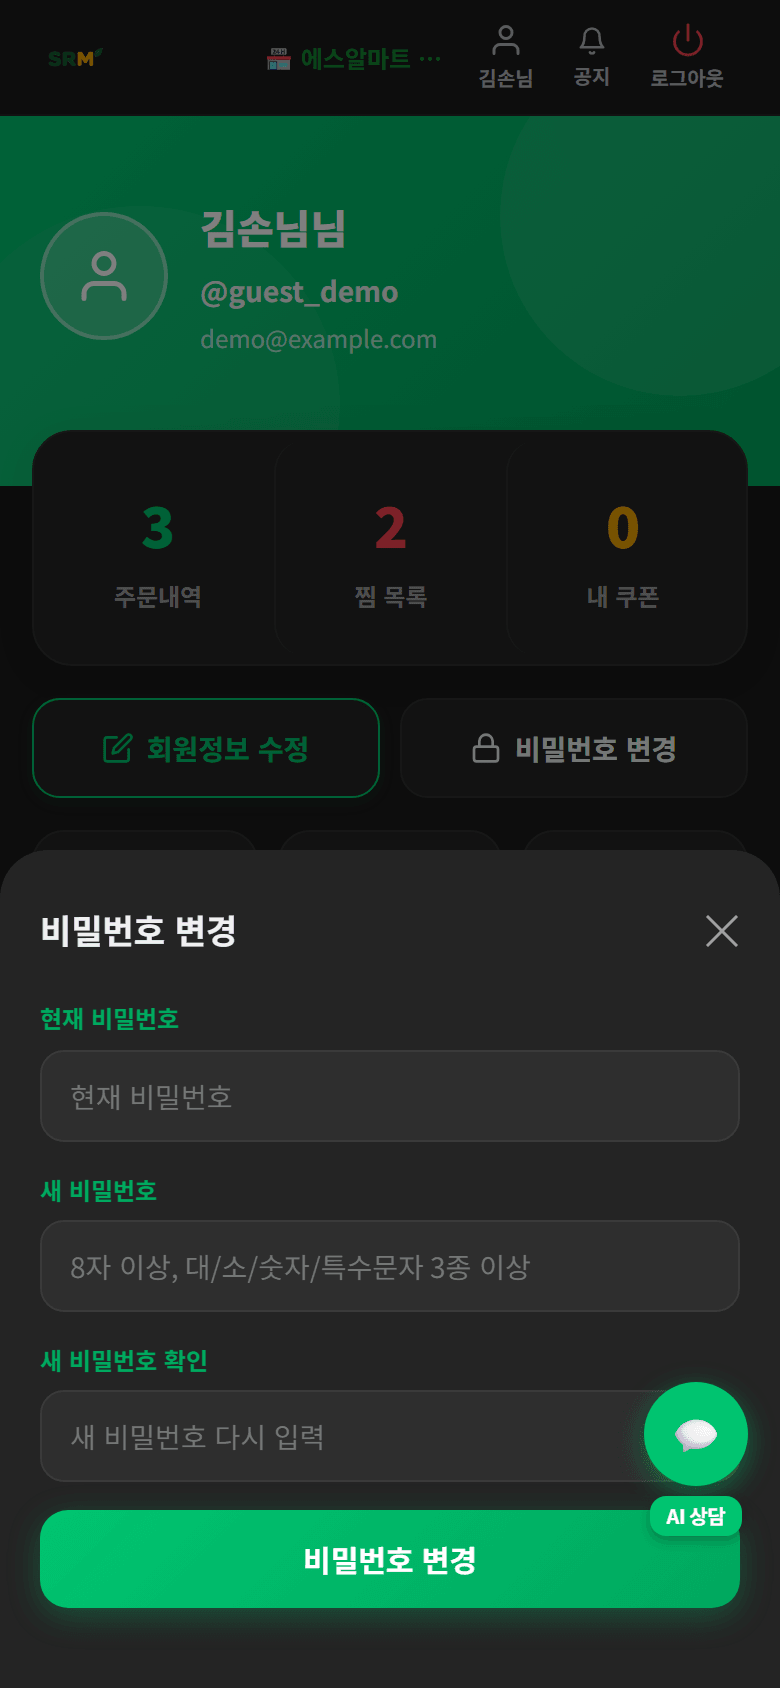 SRM
에스알마트 ···
김손님
공지
로그아웃
김손님님
@guest_demo
demo@example.com
3
2
0
주문내역
찜 목록
내 쿠폰
회원정보 수정
비밀번호 변경
비밀번호 변경
현재 비밀번호
현재 비밀번호
새 비밀번호
8자 이상, 대/소/숫자/특수문자 3종 이상
새 비밀번호 확인
새 비밀번호 다시 입력
AI 상담
비밀번호 변경